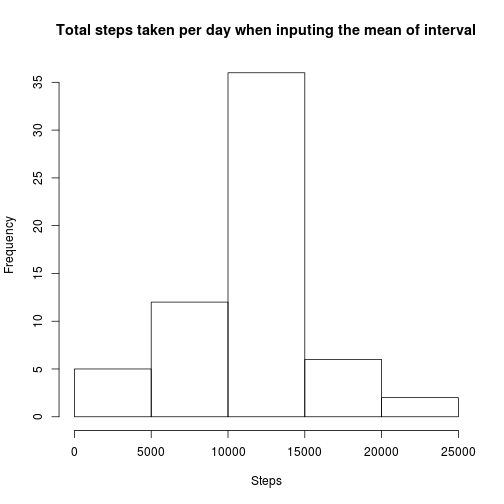 Total steps taken per day when inputing the mean of interval
35
30
25
20
15
10
5
0
Frequency
0 5000 10000 15000 20000 25000
Steps